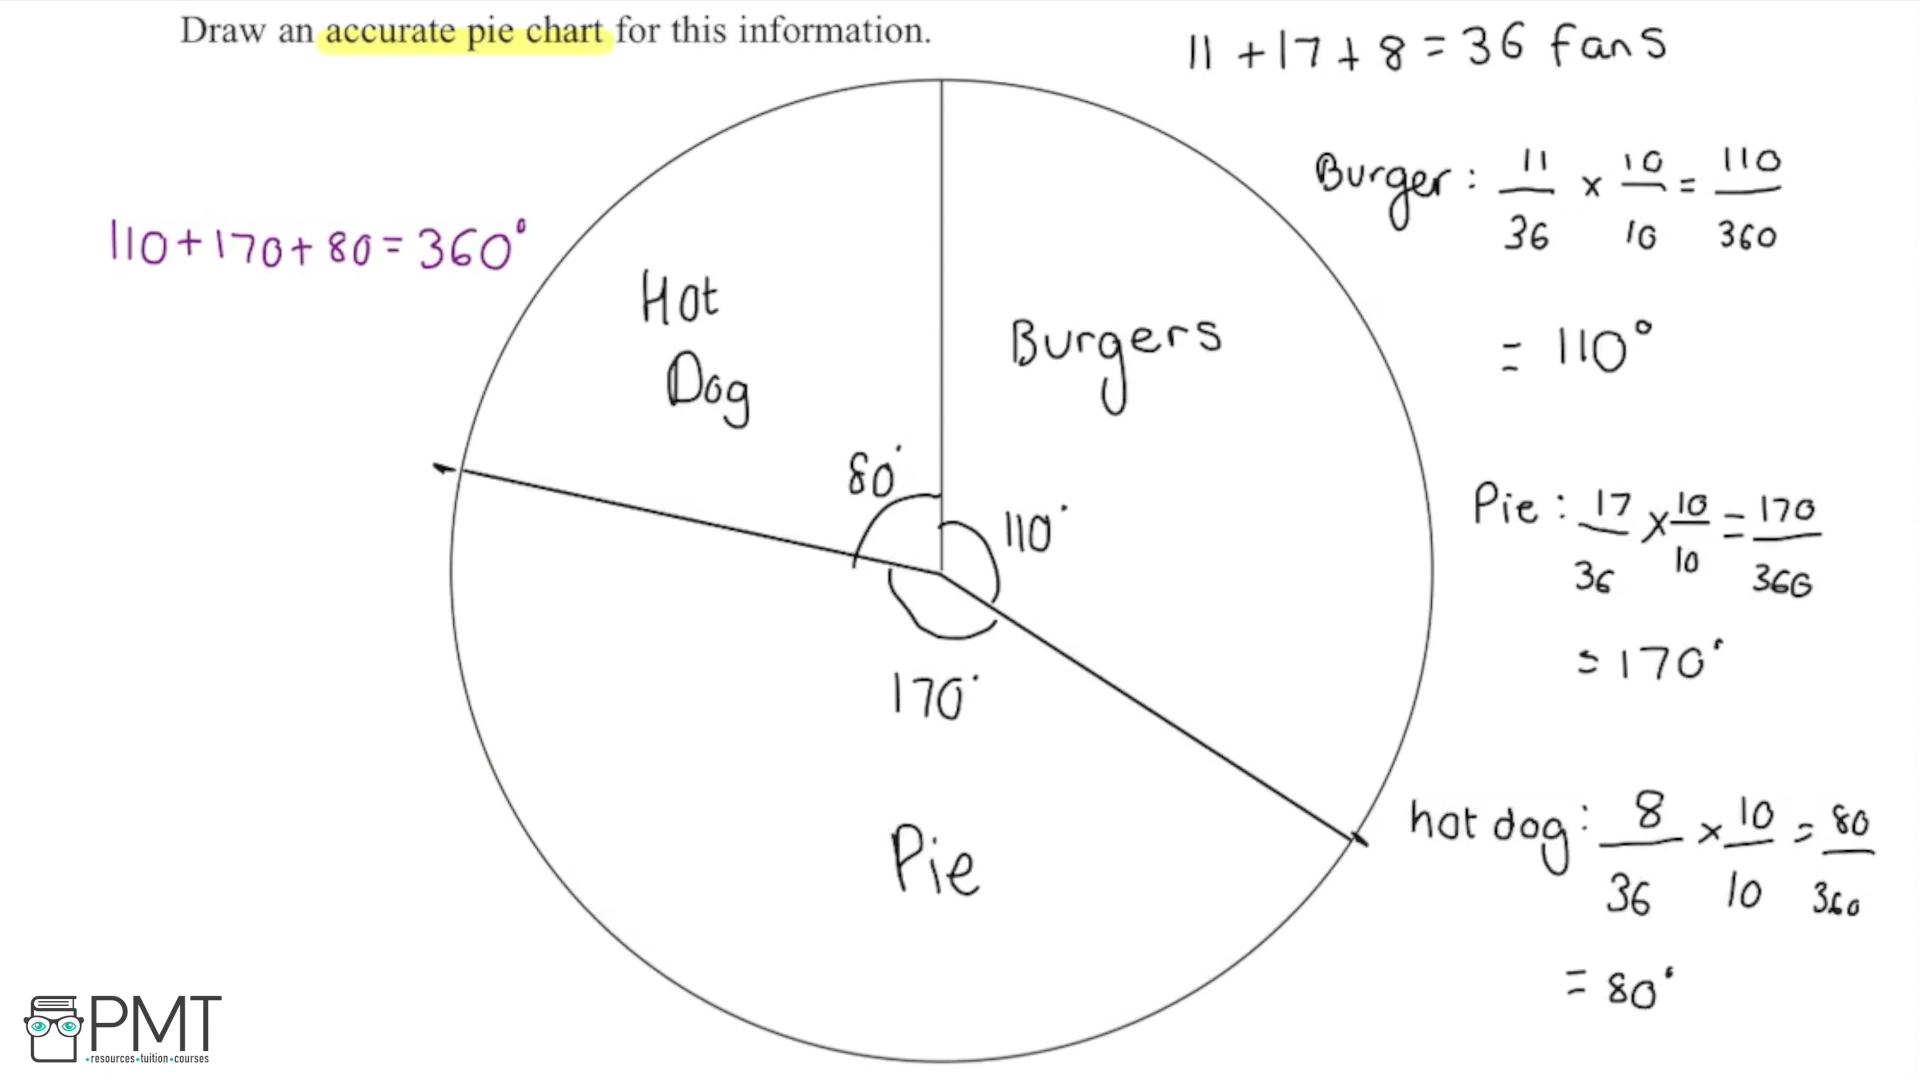 Draw an accurate pie chart for this information.
11 + 17 + 8 = 36 fans
Burger: 11/36 × 10/10 = 110/360
= 110°
110 + 170 + 80 = 360°
Hot
Dog
Burgers
80°
110°
170°
Pie
Pie: 17/36 × 10/10 = 170/360
= 170°
hot dog: 8/36 × 10/10 = 80/360
= 80°
PMT
•resources•tuition•courses